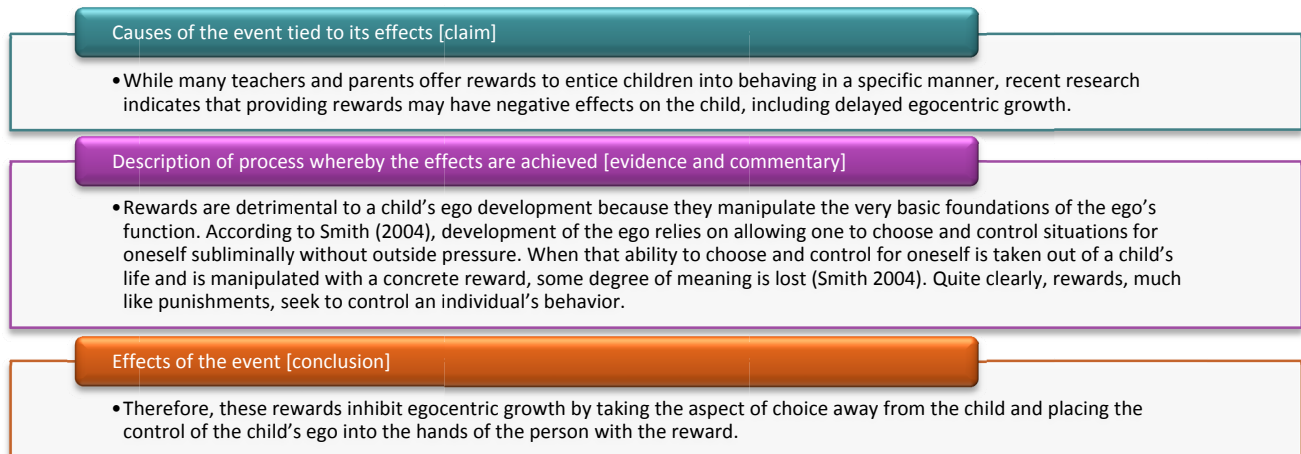 Causes of the event tied to its effects [claim]
•While many teachers and parents offer rewards to entice children into behaving in a specific manner, recent research
indicates that providing rewards may have negative effects on the child, including delayed egocentric growth.
Description of process whereby the effects are achieved [evidence and commentary]
•Rewards are detrimental to a child’s ego development because they manipulate the very basic foundations of the ego’s
function. According to Smith (2004), development of the ego relies on allowing one to choose and control situations for
oneself subliminally without outside pressure. When that ability to choose and control for oneself is taken out of a child’s
life and is manipulated with a concrete reward, some degree of meaning is lost (Smith 2004). Quite clearly, rewards, much
like punishments, seek to control an individual’s behavior.
Effects of the event [conclusion]
•Therefore, these rewards inhibit egocentric growth by taking the aspect of choice away from the child and placing the
control of the child’s ego into the hands of the person with the reward.